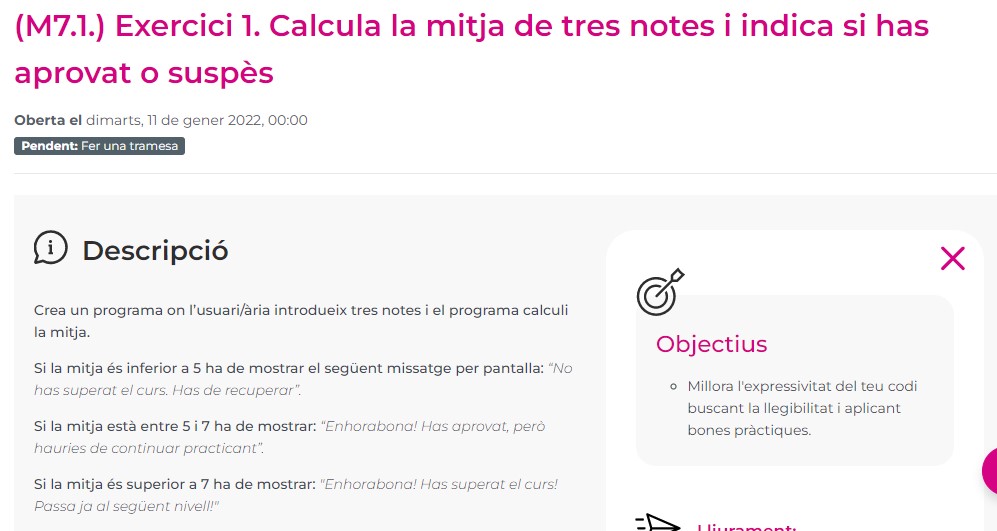 (M7.1.) Exercici 1. Calcula la mitja de tres notes i indica si has
aprovat o suspès
Oberta el dimarts, 11 de gener 2022, 00:00
Pendent: Fer una tramesa
Descripció
Crea un programa on l'usuari/ària introdueix tres notes i el programa calculi
la mitja.
Si la mitja és inferior a 5 ha de mostrar el següent missatge per pantalla: “No
has superat el curs. Has de recuperar”.
Si la mitja està entre 5 i 7 ha de mostrar: “Enhorabona! Has aprovat, però
hauries de continuar practicant”.
Si la mitja és superior a 7 ha de mostrar: "Enhorabona! Has superat el curs!
Passa ja al següent nivell!"
Objectius
Millora l'expressivitat del teu codi
buscant la llegibilitat i aplicant
bones pràctiques.
Lliurament: